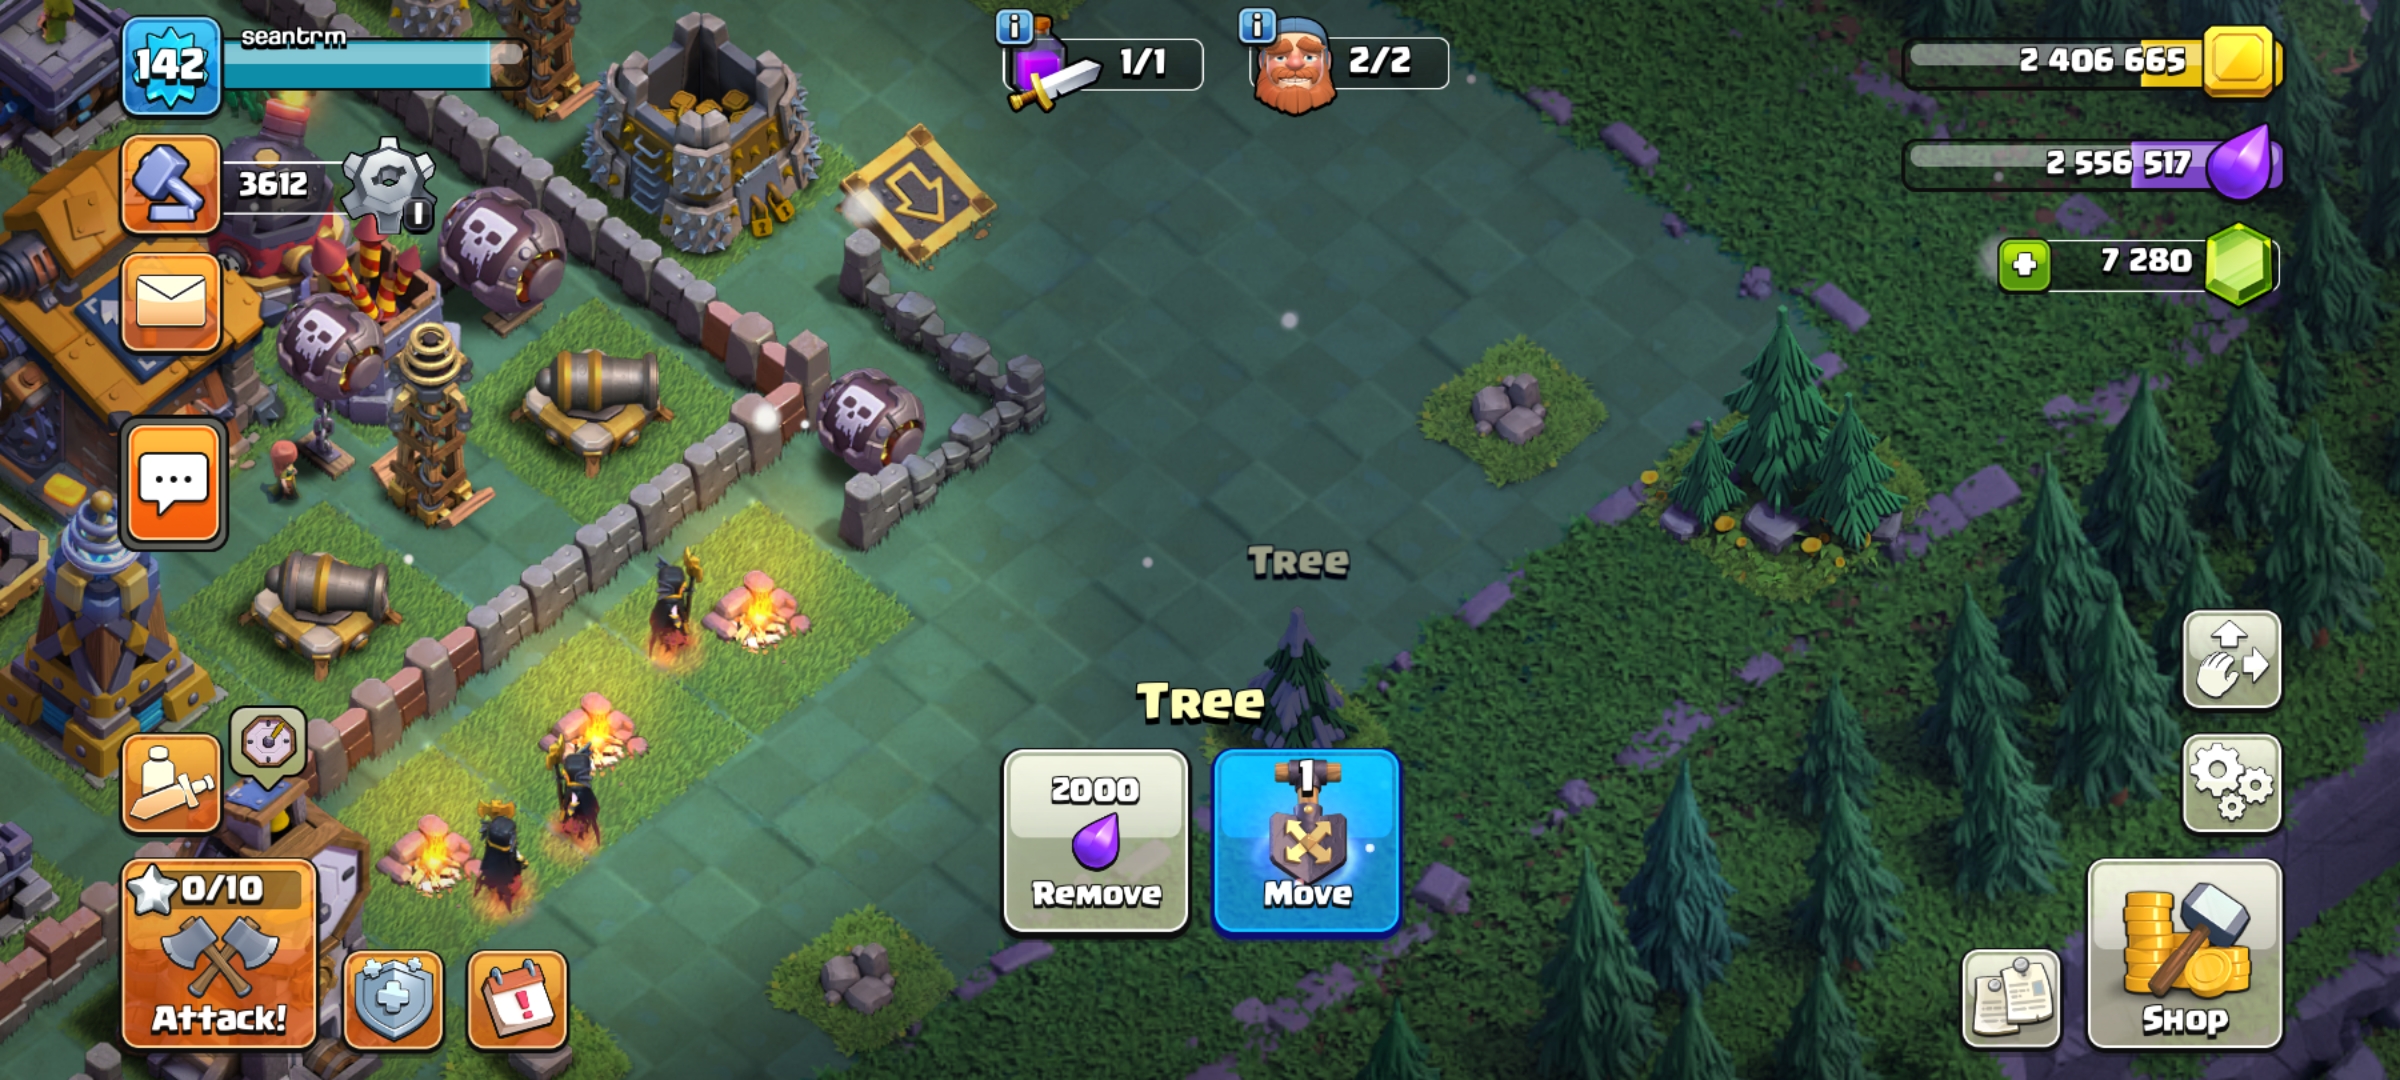 142
seantrm
1/1
2/2
2 406 665
3612
I
2 556 517
7 280
Tree
Tree
2000
Remove
1
Move
0/10
Attack!
Shop